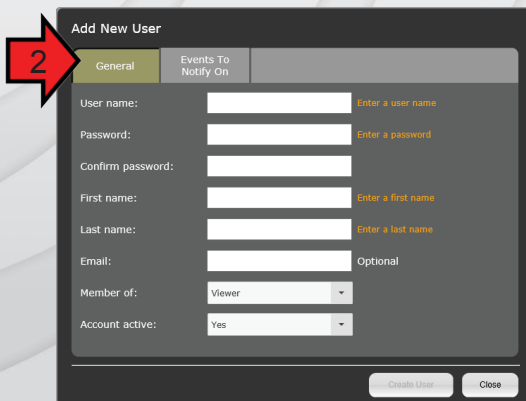 Add New User
2
General
Events To
Notify On
User name:
Enter a user name
Password:
Enter a password
Confirm password:
First name:
Enter a first name
Last name:
Enter a last name
Email:
Optional
Member of:
Viewer
Account active:
Yes
Create User
Close